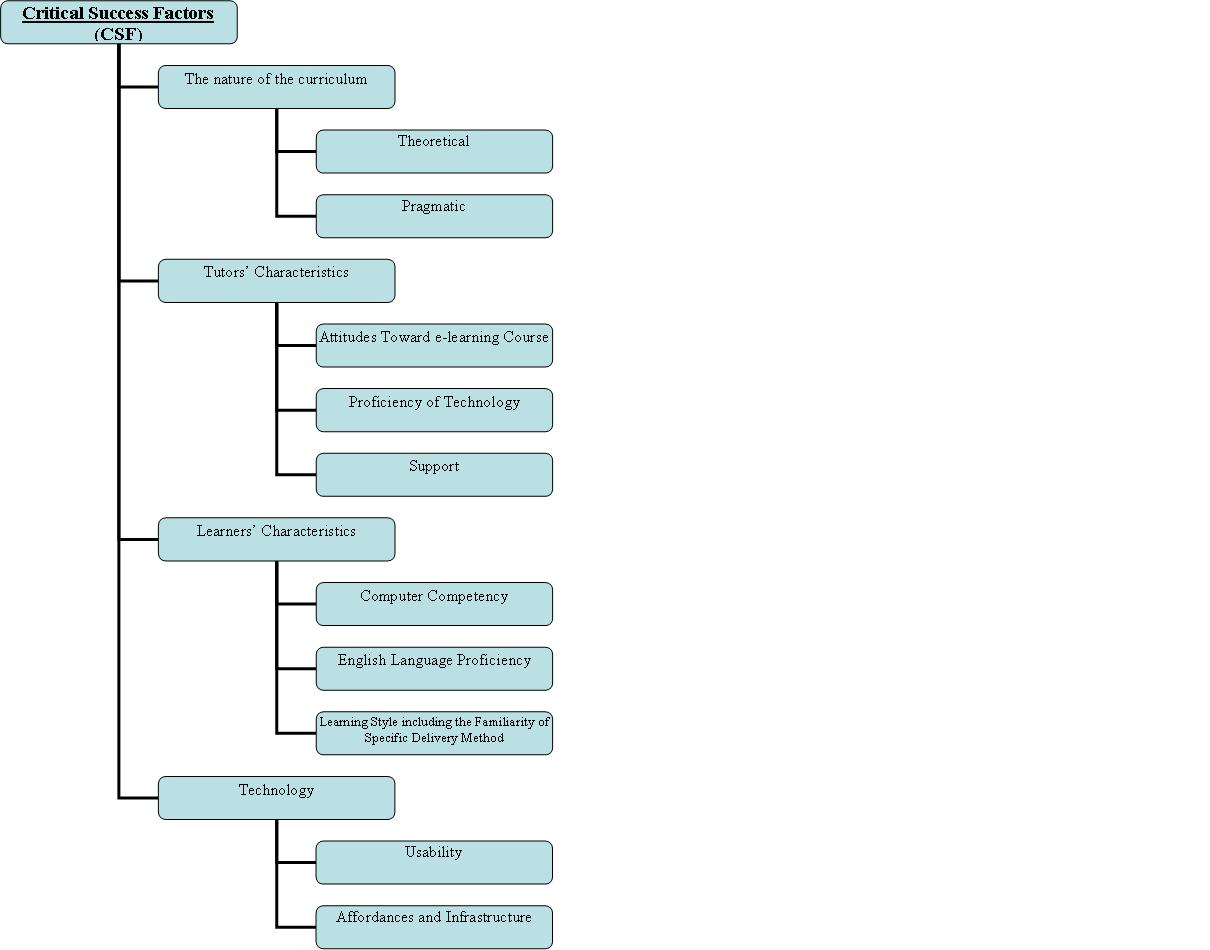 Critical Success Factors
(CSF)
The nature of the curriculum
Theoretical
Pragmatic
Tutors’ Characteristics
Attitudes Toward e-learning Course
Proficiency of Technology
Support
Learners’ Characteristics
Computer Competency
English Language Proficiency
Learning Style including the Familiarity of
Specific Delivery Method
Technology
Usability
Affordances and Infrastructure